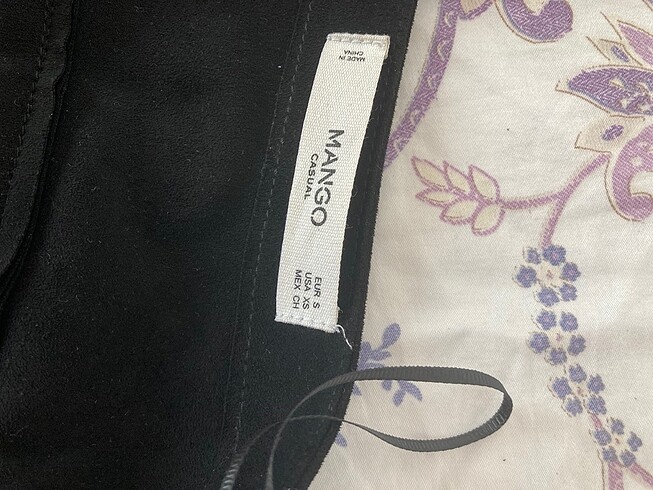 MADE IN
CHINA
MANGO
CASUAL
EUR S
USA XS
MEX CH